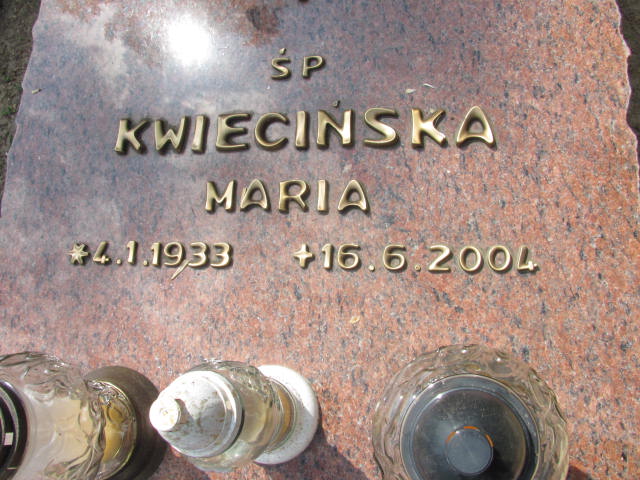 ŚP
KWIECIŃSKA
MARIA
*4.1.1933 +16.6.2004